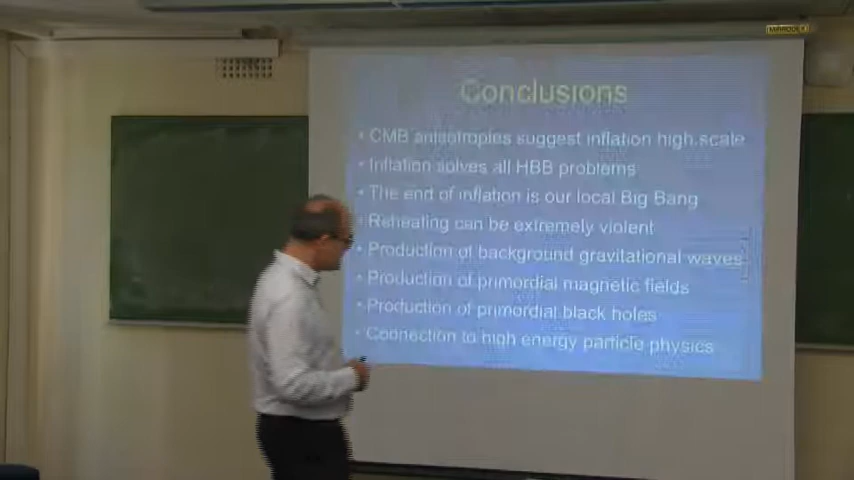 Conclusions
• CMB anisotropies suggest inflation high.scale
• Inflation solves all HBB problems
• The end of inflation is our local Big Bang
• Reheating can be extremely violent
• Production of background gravitational waves
• Production of primordial magnetic fields
• Production of primordial black holes
• Connection to high energy particle physics